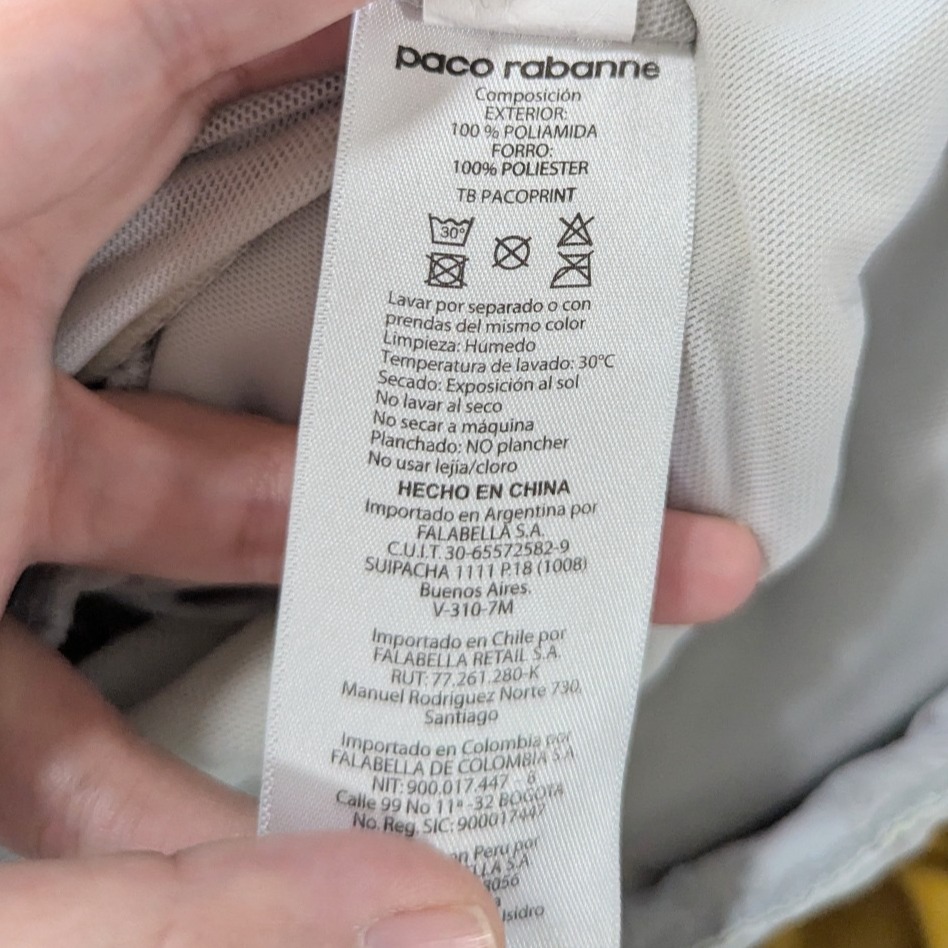 paco rabanne
Composición
EXTERIOR:
100 % POLIAMIDA
FORRO:
100% POLIESTER
TB PACOPRINT
30°
Lavar por separado o con
prendas del mismo color
Limpieza: Humedo
Temperatura de lavado: 30°C
Secado: Exposición al sol
No lavar al seco
No secar a máquina
Planchado: NO plancher
No usar lejía/cloro
HECHO EN CHINA
Importado en Argentina por
FALABELLA S.A.
C.U.I.T. 30-65572582-9
SUIPACHA 1111 P.18 (1008)
Buenos Aires.
V-310-7M
Importado en Chile por
FALABELLA RETAIL S.A.
RUT: 77.261.280-K
Manuel Rodriguez Norte 730,
Santiago
Importado en Colombia por
FALABELLA DE COLOMBIA S.A
NIT: 900.017.447 - 8
Calle 99 No 11ª -32 BOGOTA
No. Reg. SIC: 900017447
Peru por
S.A.